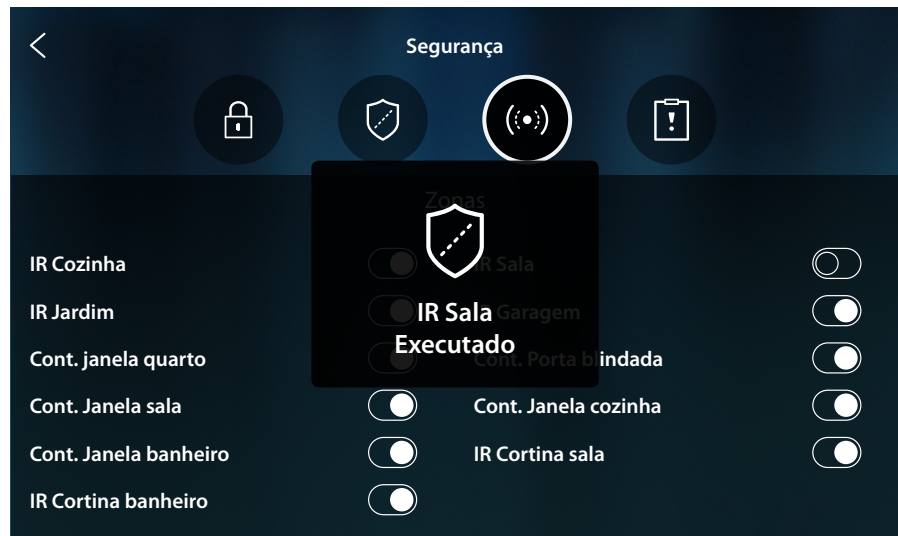 Segurança
Zonas
IR Sala
Executado
IR Cozinha
IR Sala
IR Jardim
IR Garagem
Cont. janela quarto
Cont. Porta blindada
Cont. Janela sala
Cont. Janela cozinha
Cont. Janela banheiro
IR Cortina sala
IR Cortina banheiro